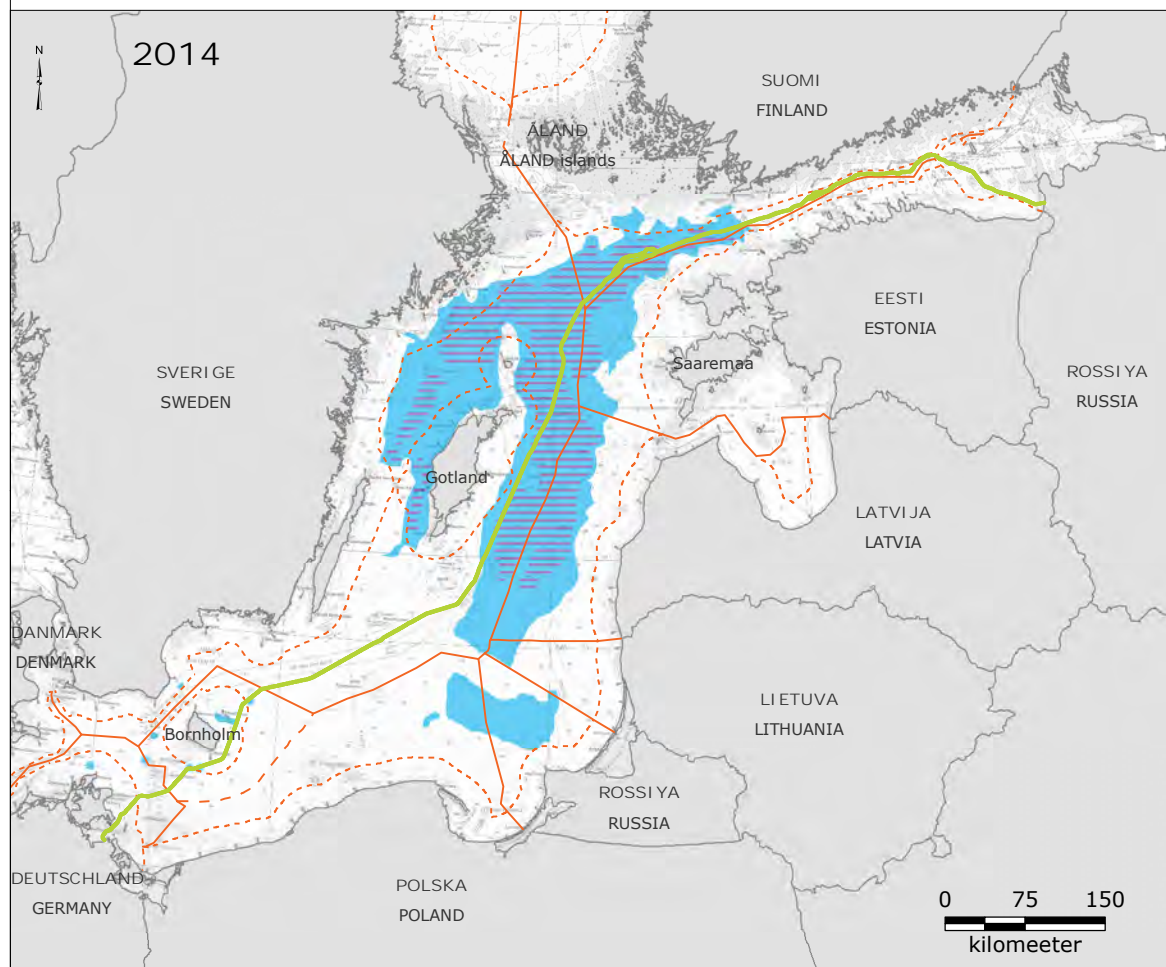 2014
N
SUOMI
FINLAND
ÅLAND
ÅLAND islands
EESTI
ESTONIA
SVERIGE
SWEDEN
Saaremaa
ROSSIYA
RUSSIA
Gotland
LATVIJA
LATVIA
DANMARK
DENMARK
LIETUVA
LITHUANIA
Bornholm
ROSSIYA
RUSSIA
DEUTSCHLAND
GERMANY
POLSKA
POLAND
0 75 150
kilomeeter